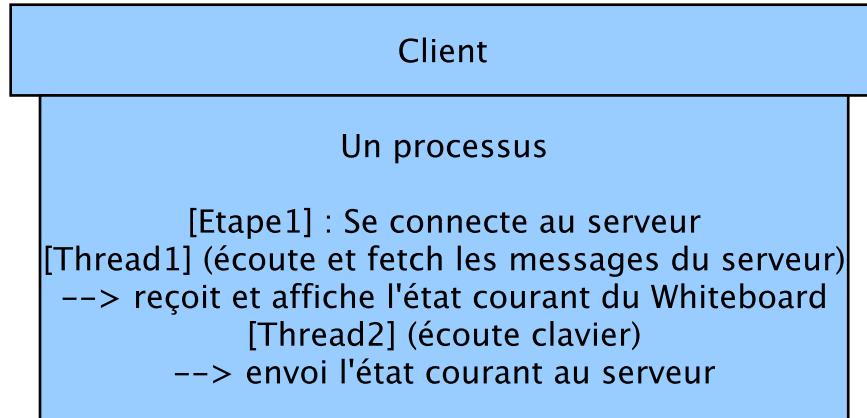 Client
Un processus
[Etape1] : Se connecte au serveur
[Thread1] (écoute et fetch les messages du serveur)
--> reçoit et affiche l'état courant du Whiteboard
[Thread2] (écoute clavier)
--> envoi l'état courant au serveur